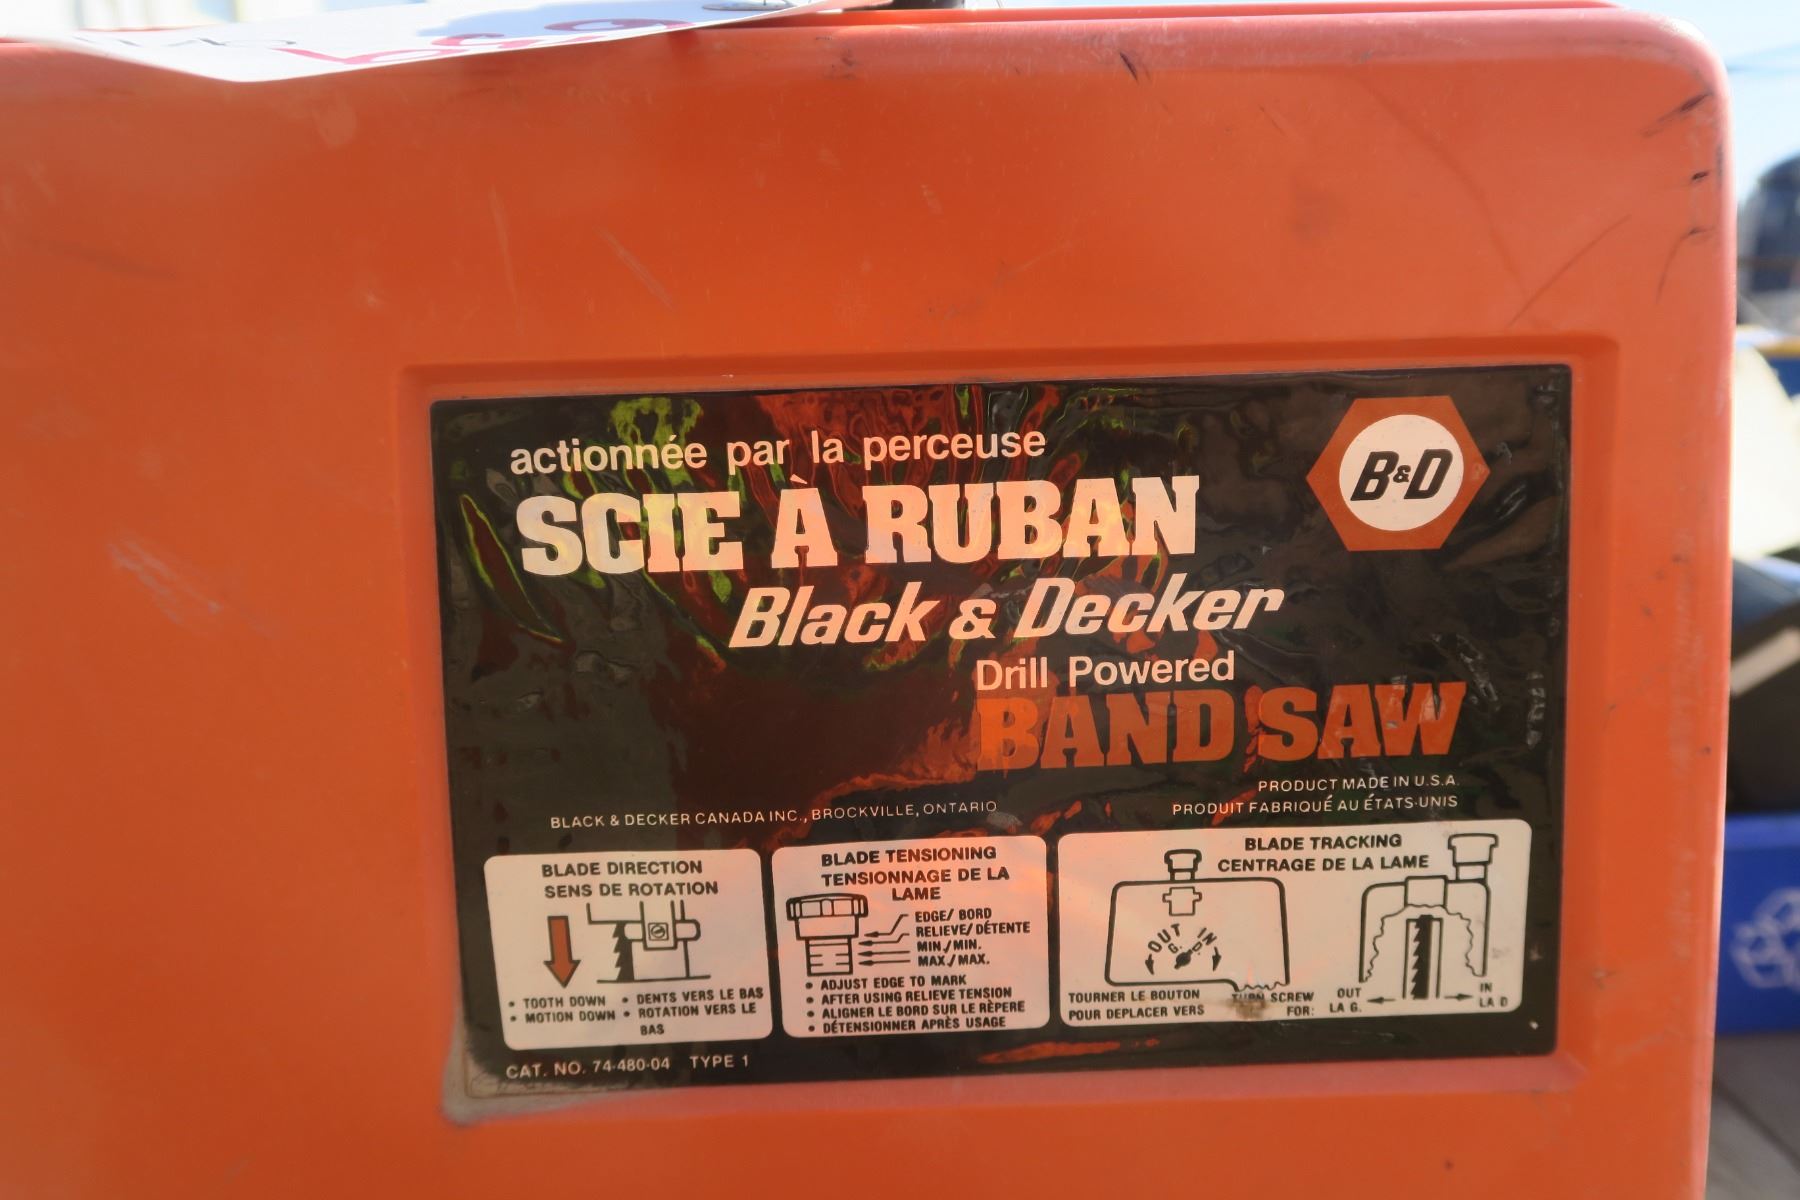 actionnée par la perceuse
SCIE À RUBAN
B&D
Black & Decker
Drill Powered
BAND SAW
PRODUCT MADE IN U.S.A.
PRODUIT FABRIQUÉ AU ÉTATS-UNIS
BLACK & DECKER CANADA INC., BROCKVILLE, ONTARIO
BLADE DIRECTION
SENS DE ROTATION
• TOOTH DOWN
• MOTION DOWN
• DENTS VERS LE BAS
• ROTATION VERS LE
BAS
BLADE TENSIONING
TENSIONNAGE DE LA
LAME
EDGE/BORD
RELIEVE/DÉTENTE
MIN./MIN.
MAX./MAX.
• ADJUST EDGE TO MARK
• AFTER USING RELIEVE TENSION
• ALIGNER LE BORD SUR LE RÈPERE
• DÉTENSIONNER APRÈS USAGE
BLADE TRACKING
CENTRAGE DE LA LAME
OUT IN
G. D.
TOURNER LE BOUTON
POUR DEPLACER VERS
TURN SCREW
FOR:
OUT
LA G.
IN
LA D
CAT. NO. 74-480-04 TYPE 1